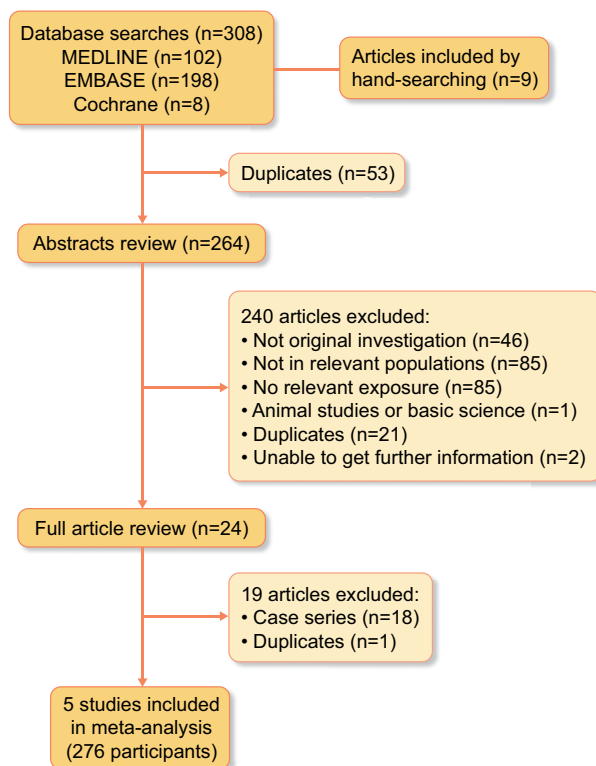 Database searches (n=308)
MEDLINE (n=102)
EMBASE (n=198)
Cochrane (n=8)
Articles included by
hand-searching (n=9)
Duplicates (n=53)
Abstracts review (n=264)
240 articles excluded:
• Not original investigation (n=46)
• Not in relevant populations (n=85)
• No relevant exposure (n=85)
• Animal studies or basic science (n=1)
• Duplicates (n=21)
• Unable to get further information (n=2)
Full article review (n=24)
19 articles excluded:
• Case series (n=18)
• Duplicates (n=1)
5 studies included
in meta-analysis
(276 participants)